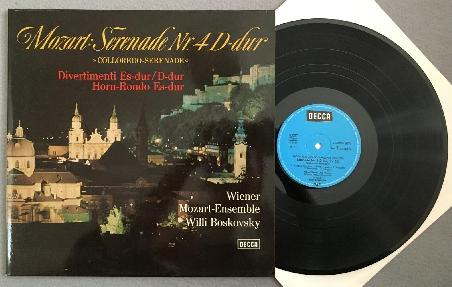 Mozart·Serenade Nr 4 D-dur
»COLLOREDO-SERENADE«
Divertimenti Es-dur/D-dur
Horn-Rondo Es-dur
Wiener
Mozart-Ensemble
Willi Boskovsky
DECCA
DECCA